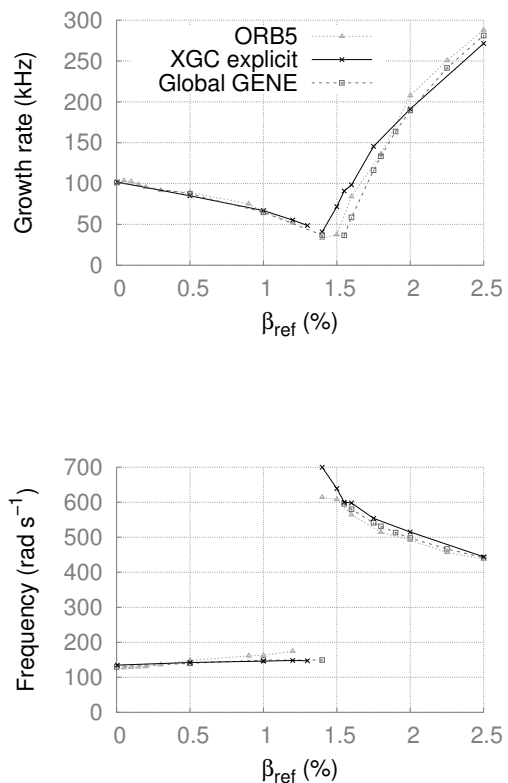 ORB5
XGC explicit
Global GENE
Growth rate (kHz)
300
250
200
150
100
50
0
0 0.5 1 1.5 2 2.5
βref (%)
Frequency (rad s⁻¹)
700
600
500
400
300
200
100
0
0 0.5 1 1.5 2 2.5
βref (%)